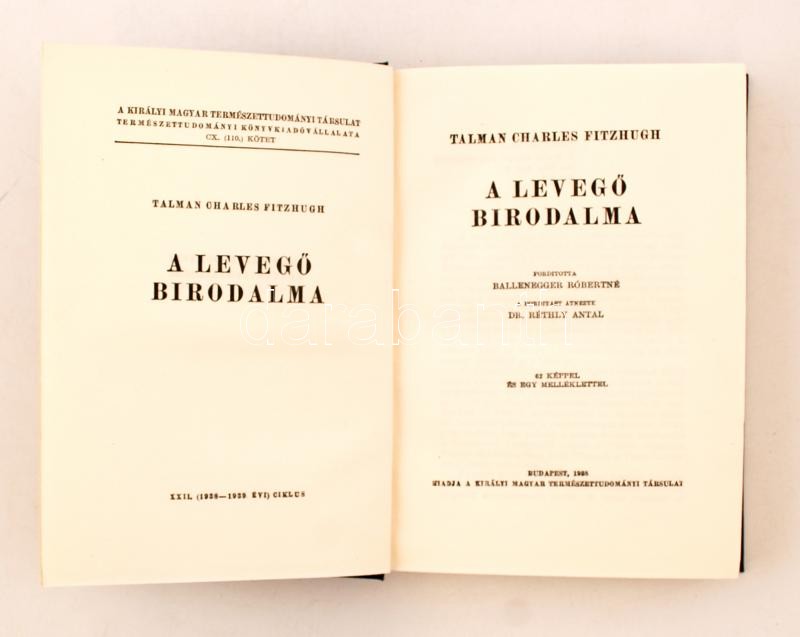 A KIRÁLYI MAGYAR TERMÉSZETTUDOMÁNYI TÁRSULAT
TERMÉSZETTUDOMÁNYI KÖNYVKIADÓVÁLLALATA
CX. (110.) KÖTET
TALMAN CHARLES FITZHUGH
A LEVEGŐ
BIRODALMA
XXII. (1938—1939 ÉVI) CIKLUS
TALMAN CHARLES FITZHUGH
A LEVEGŐ
BIRODALMA
FORDÍTOTTA
BALLENEGGER RÓBERTNÉ
A FORDÍTÁST ÁTNÉZTE
DR. RÉTHLY ANTAL
62 KÉPPEL
ÉS EGY MELLÉKLETTEL
BUDAPEST, 1938
KIADJA A KIRÁLYI MAGYAR TERMÉSZETTUDOMÁNYI TÁRSULAT
darabanth